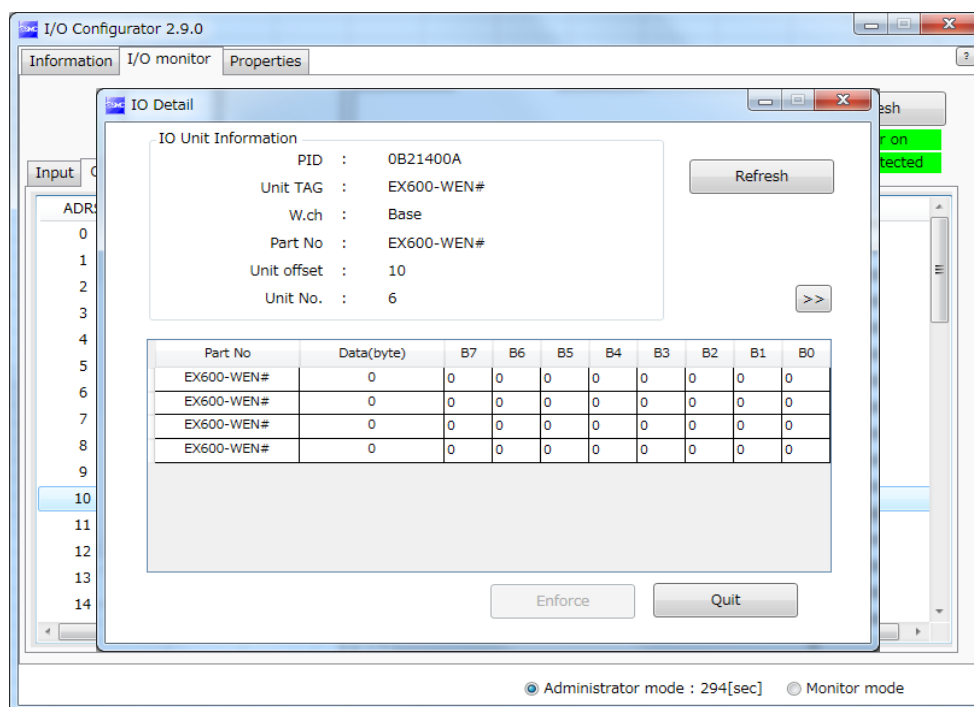 I/O Configurator 2.9.0
Information I/O monitor Properties
?
IO Detail
esh
IO Unit Information
r on
PID : 0B21400A
tected
Input
Refresh
Unit TAG : EX600-WEN#
ADR
W.ch : Base
0
Part No : EX600-WEN#
1
Unit offset : 10
2
Unit No. : 6
>>
3
4
Part No Data(byte) B7 B6 B5 B4 B3 B2 B1 B0
5
EX600-WEN# 0 0 0 0 0 0 0 0 0
6
EX600-WEN# 0 0 0 0 0 0 0 0 0
7
EX600-WEN# 0 0 0 0 0 0 0 0 0
8
EX600-WEN# 0 0 0 0 0 0 0 0 0
9
10
11
12
13
14
Enforce Quit
Administrator mode : 294[sec] Monitor mode